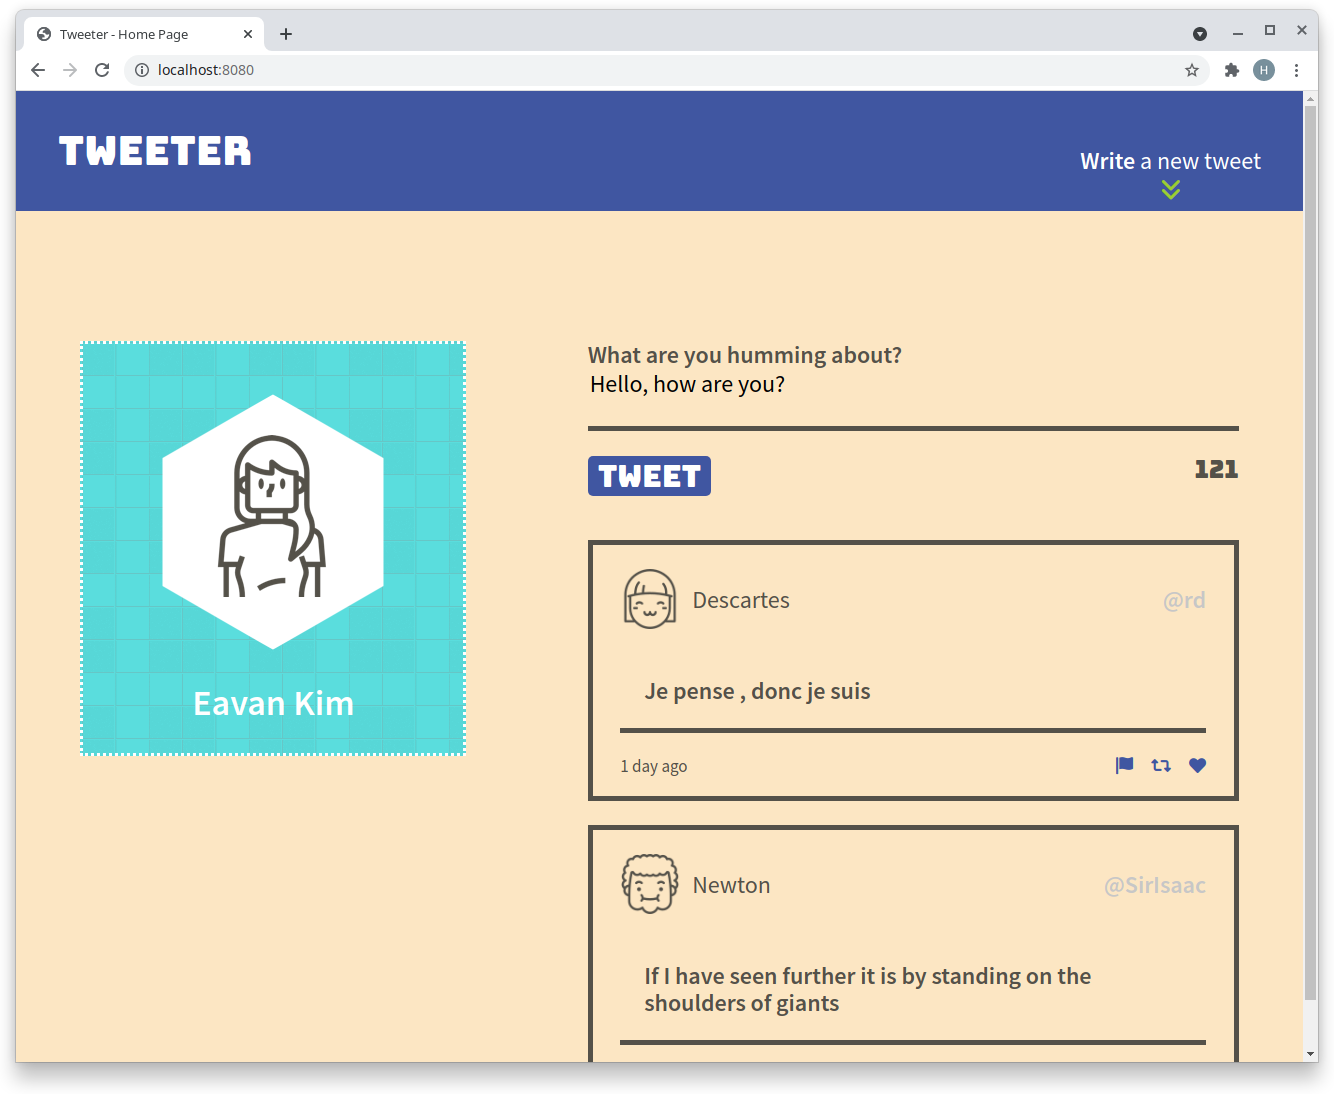 Tweeter - Home Page
localhost:8080
H
TWEETER
Write a new tweet
What are you humming about?
Hello, how are you?
TWEET
121
Eavan Kim
Descartes
@rd
Je pense , donc je suis
1 day ago
Newton
@SirIsaac
If I have seen further it is by standing on the
shoulders of giants